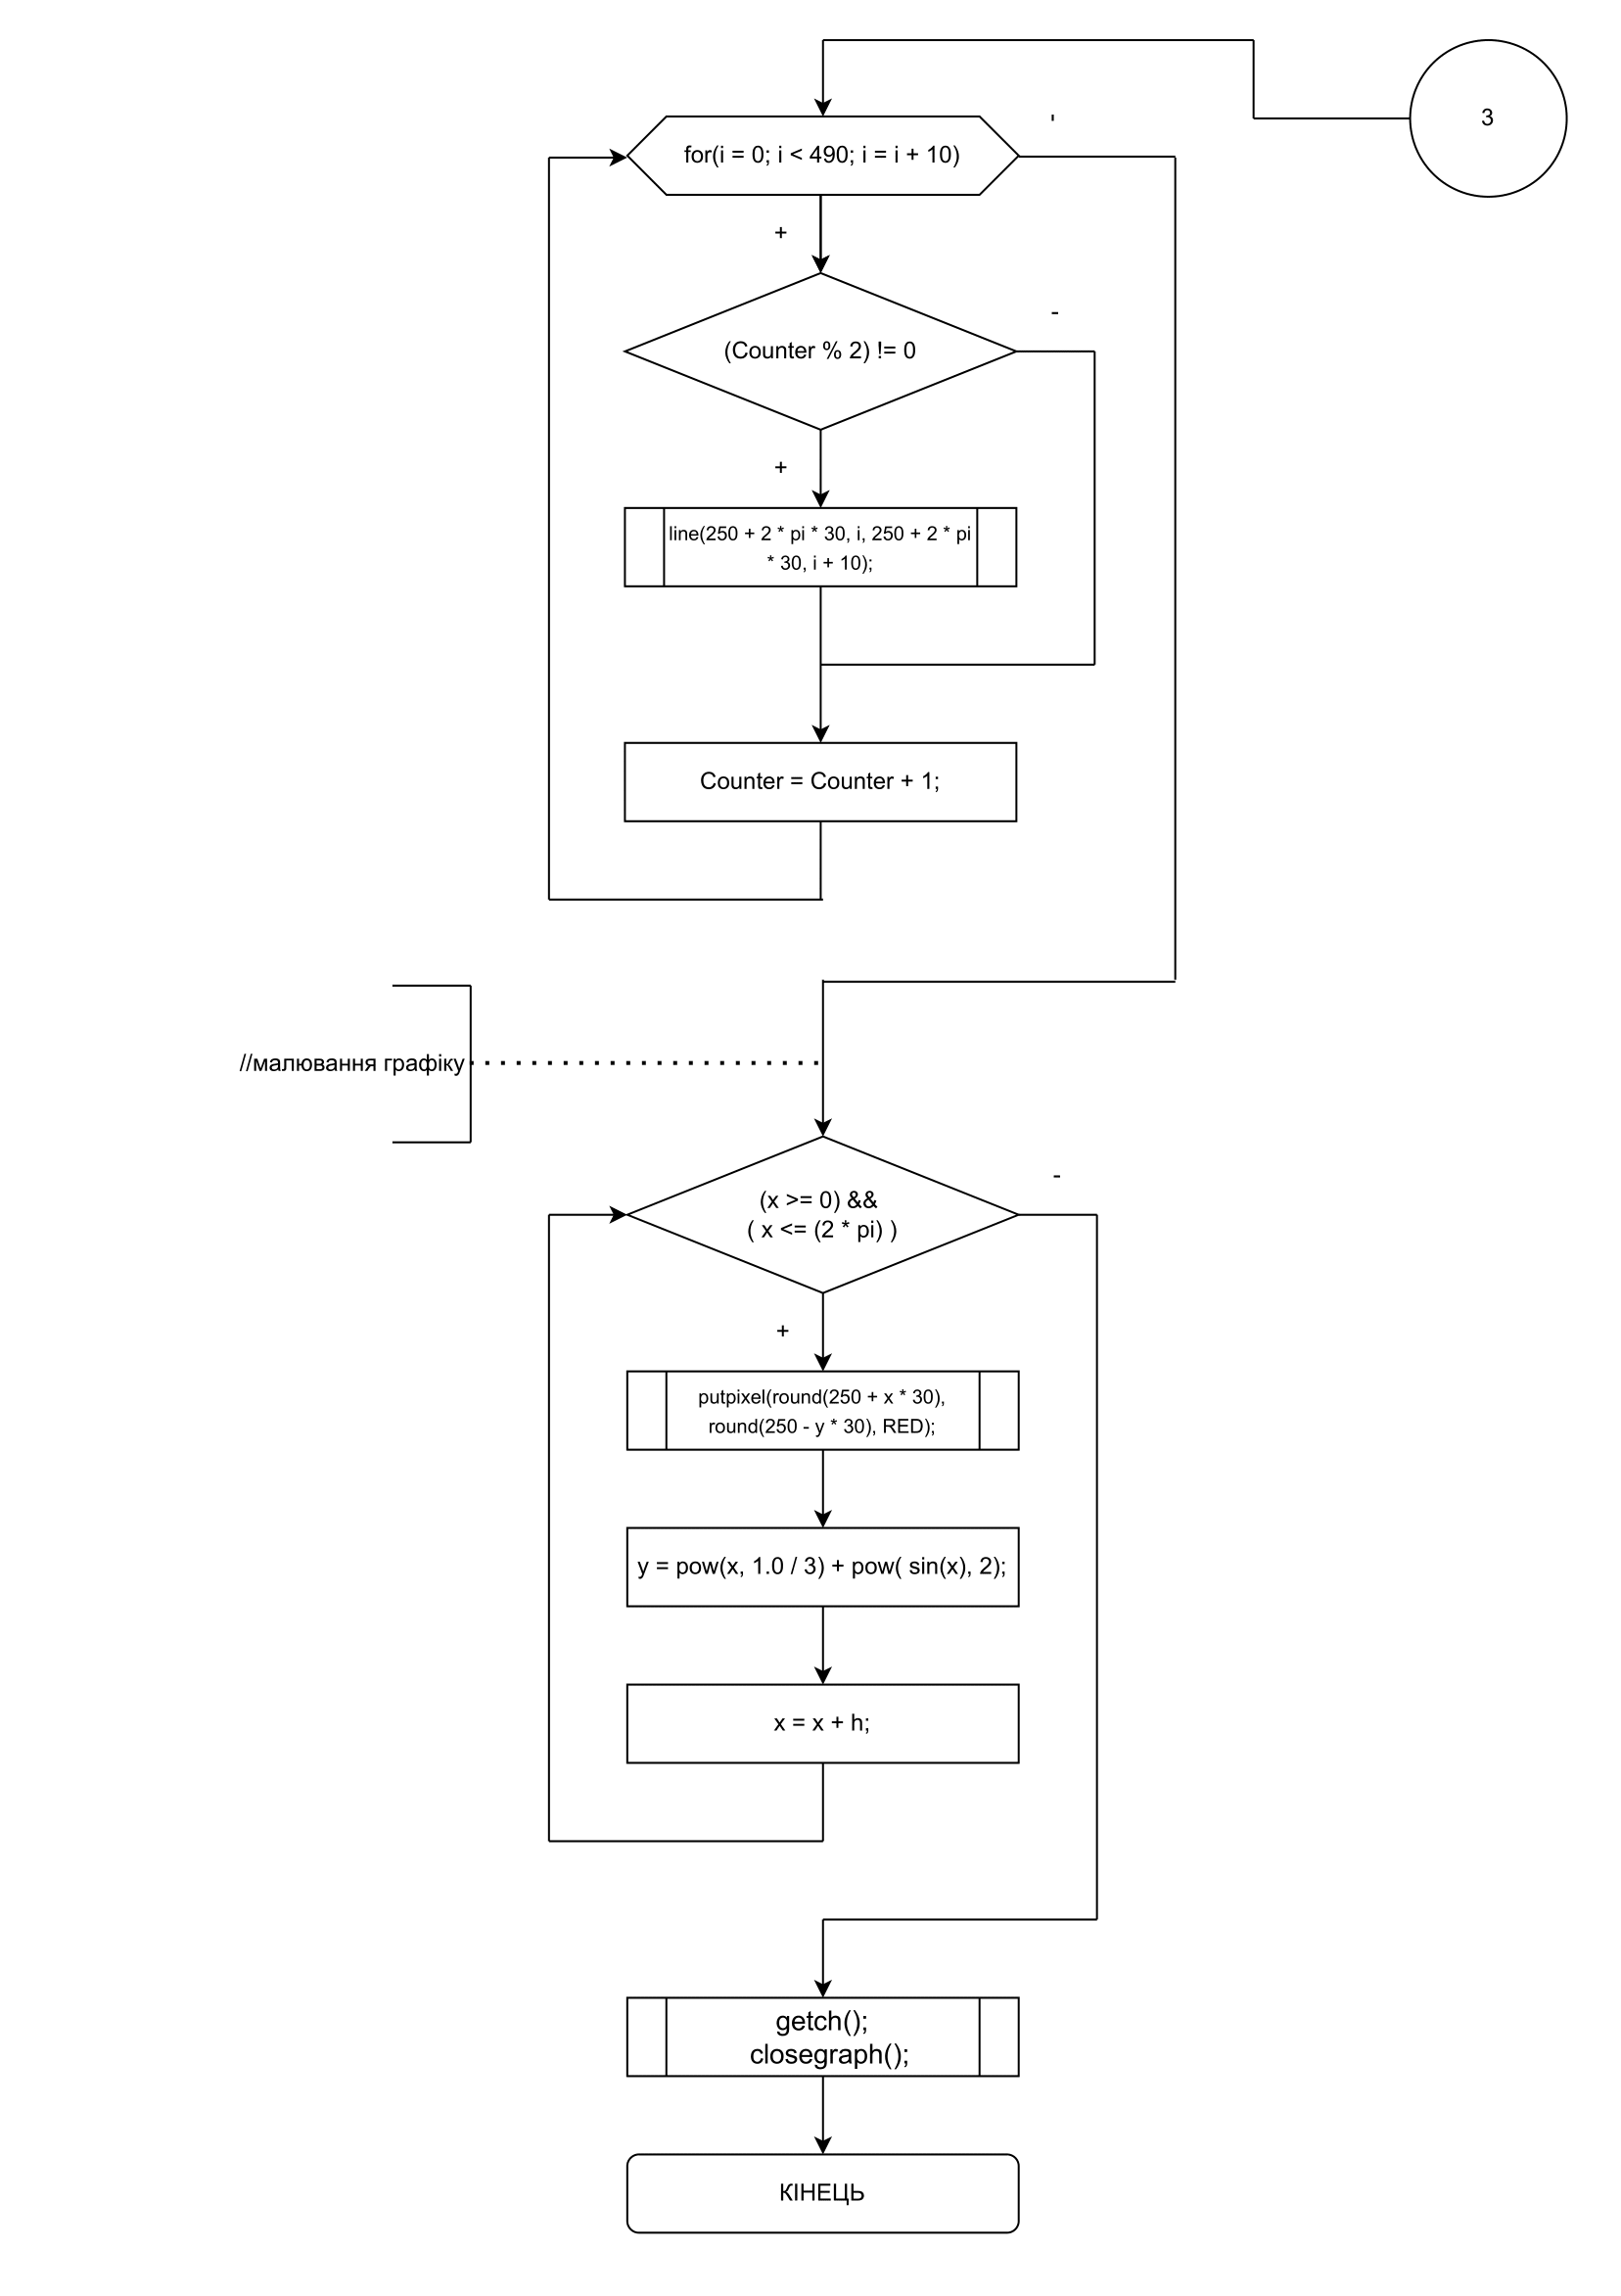 3
'
for(i = 0; i < 490; i = i + 10)
+
-
(Counter % 2) != 0
+
line(250 + 2 * pi * 30, i, 250 + 2 * pi
* 30, i + 10);
Counter = Counter + 1;
//малювання графіку
-
(x >= 0) &&
( x <= (2 * pi) )
+
putpixel(round(250 + x * 30),
round(250 - y * 30), RED);
y = pow(x, 1.0 / 3) + pow( sin(x), 2);
x = x + h;
getch();
closegraph();
КІНЕЦЬ